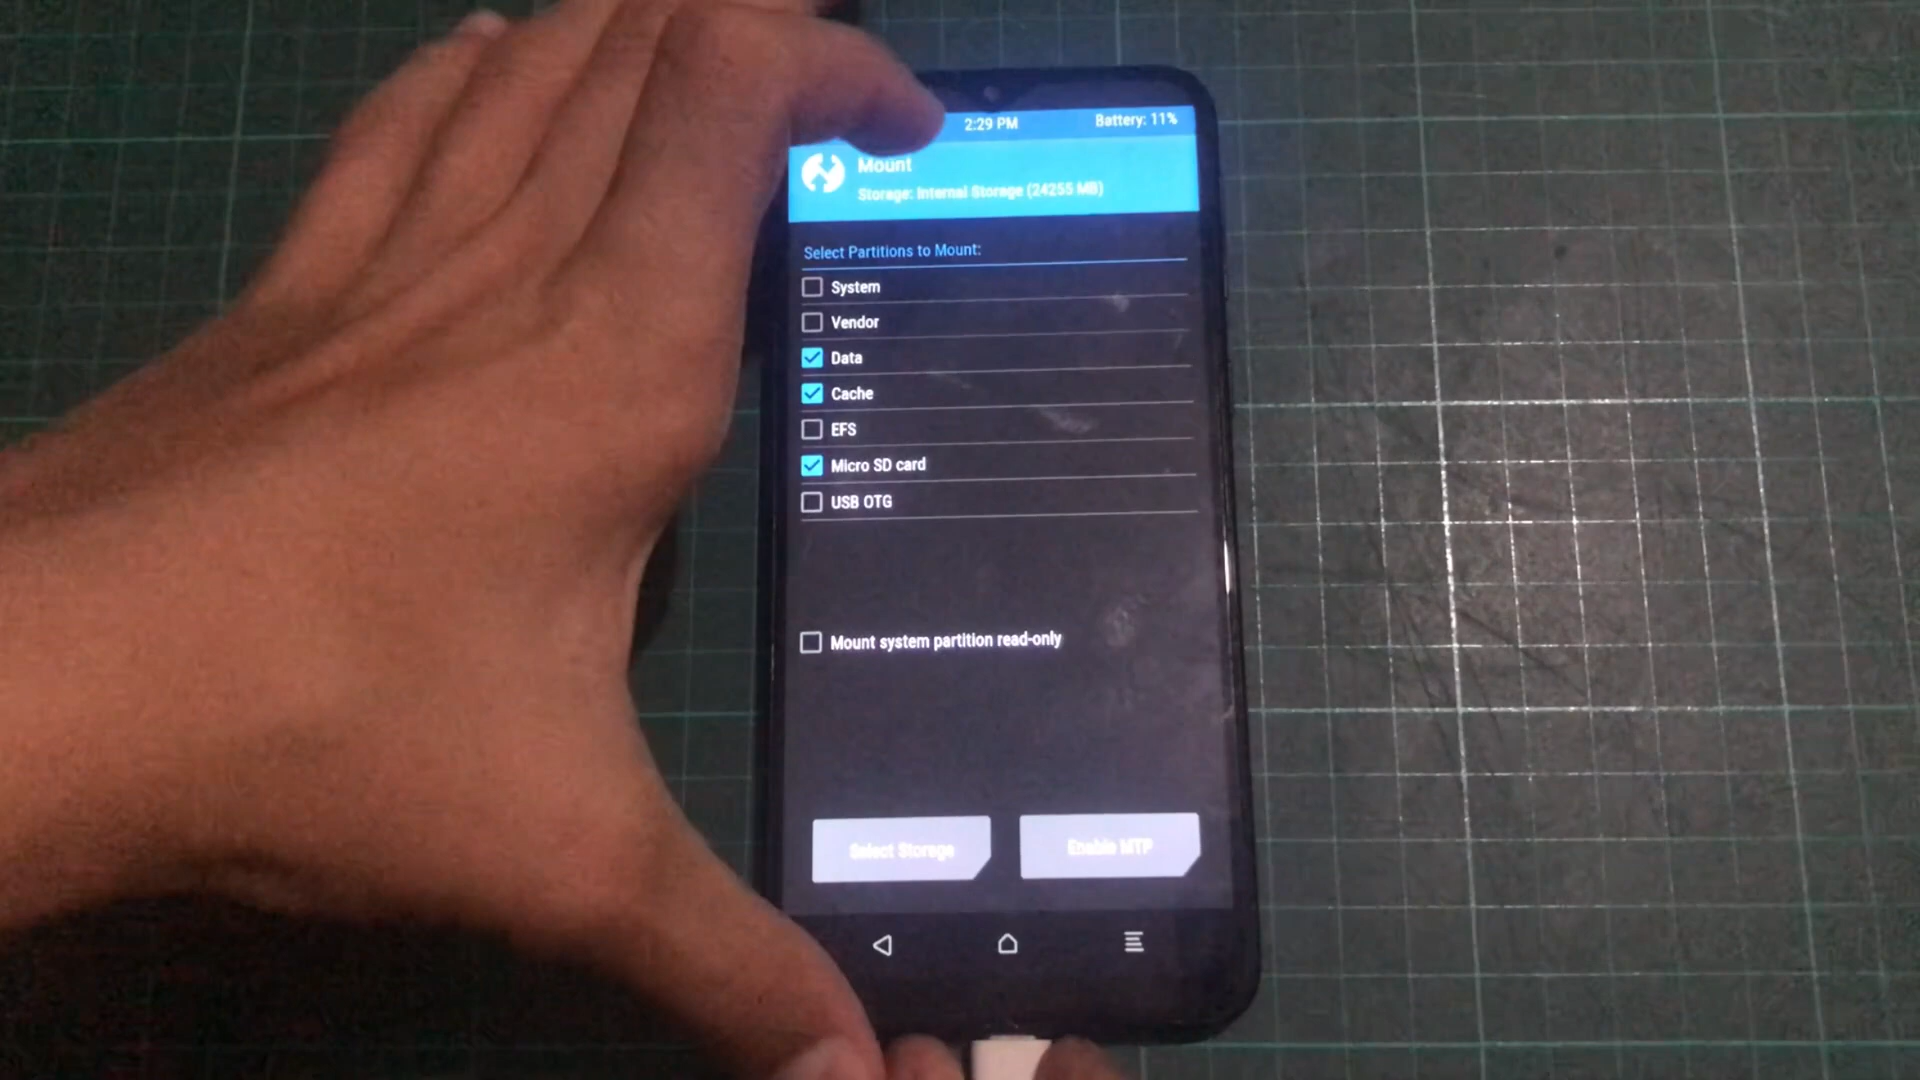 2:29 PM
Battery: 11%
Mount
Storage: Internal Storage (24255 MB)
Select Partitions to Mount:
System
Vendor
Data
Cache
EFS
Micro SD card
USB OTG
Mount system partition read-only
Select Storage
Enable MTP